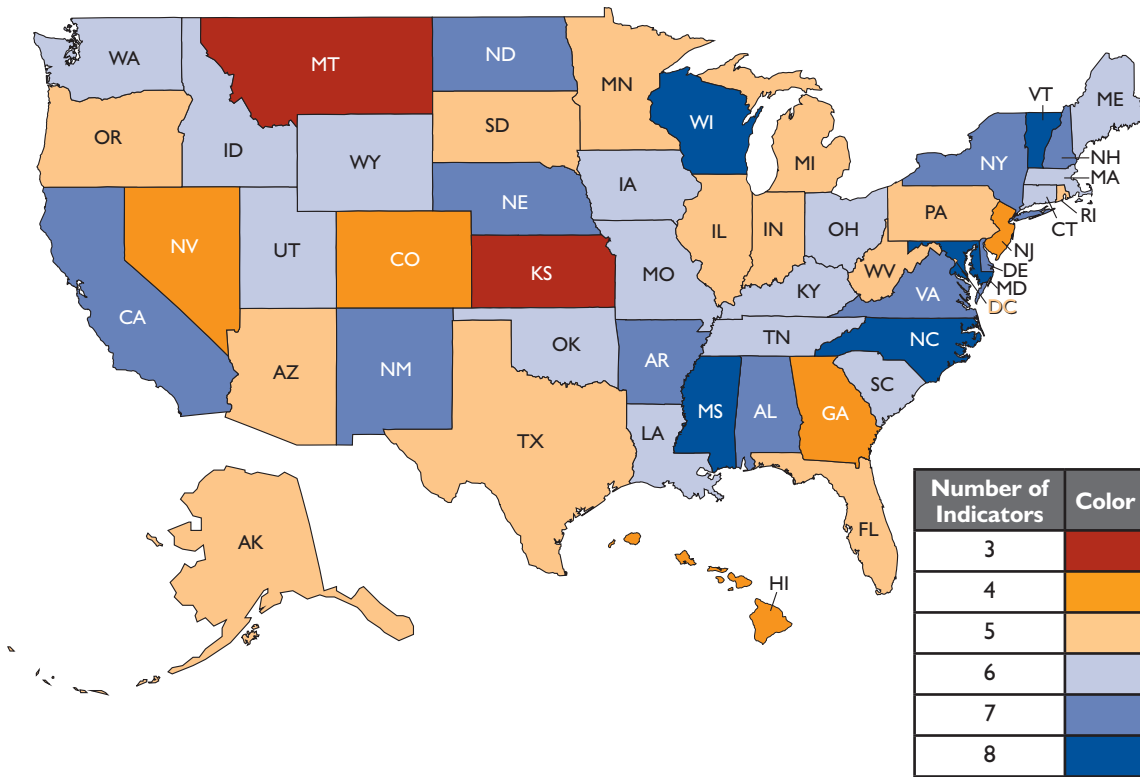 WA
MT
ND
MN
VT
ME
OR
ID
SD
WI
WY
MI
NY
NH
MA
IA
NE
PA
RI
CT
NV
UT
CO
IL
IN
OH
NJ
KS
MO
WV
DE
MD
CA
KY
VA
DC
AZ
NM
OK
AR
TN
NC
SC
MS
AL
GA
TX
LA
AK
FL
HI
Number of Indicators
Color
3
4
5
6
7
8